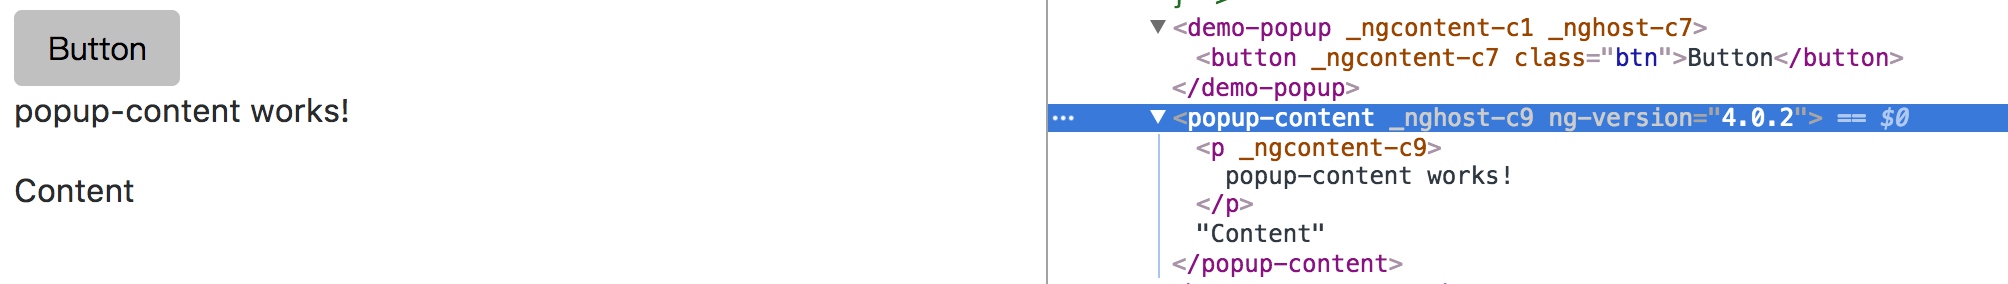 Button
popup-content works!
Content
<demo-popup _ngcontent-c1 _nghost-c7>
<button _ngcontent-c7 class="btn">Button</button>
</demo-popup>
<popup-content _nghost-c9 ng-version="4.0.2"> == $0
<p _ngcontent-c9>
popup-content works!
</p>
"Content"
</popup-content>